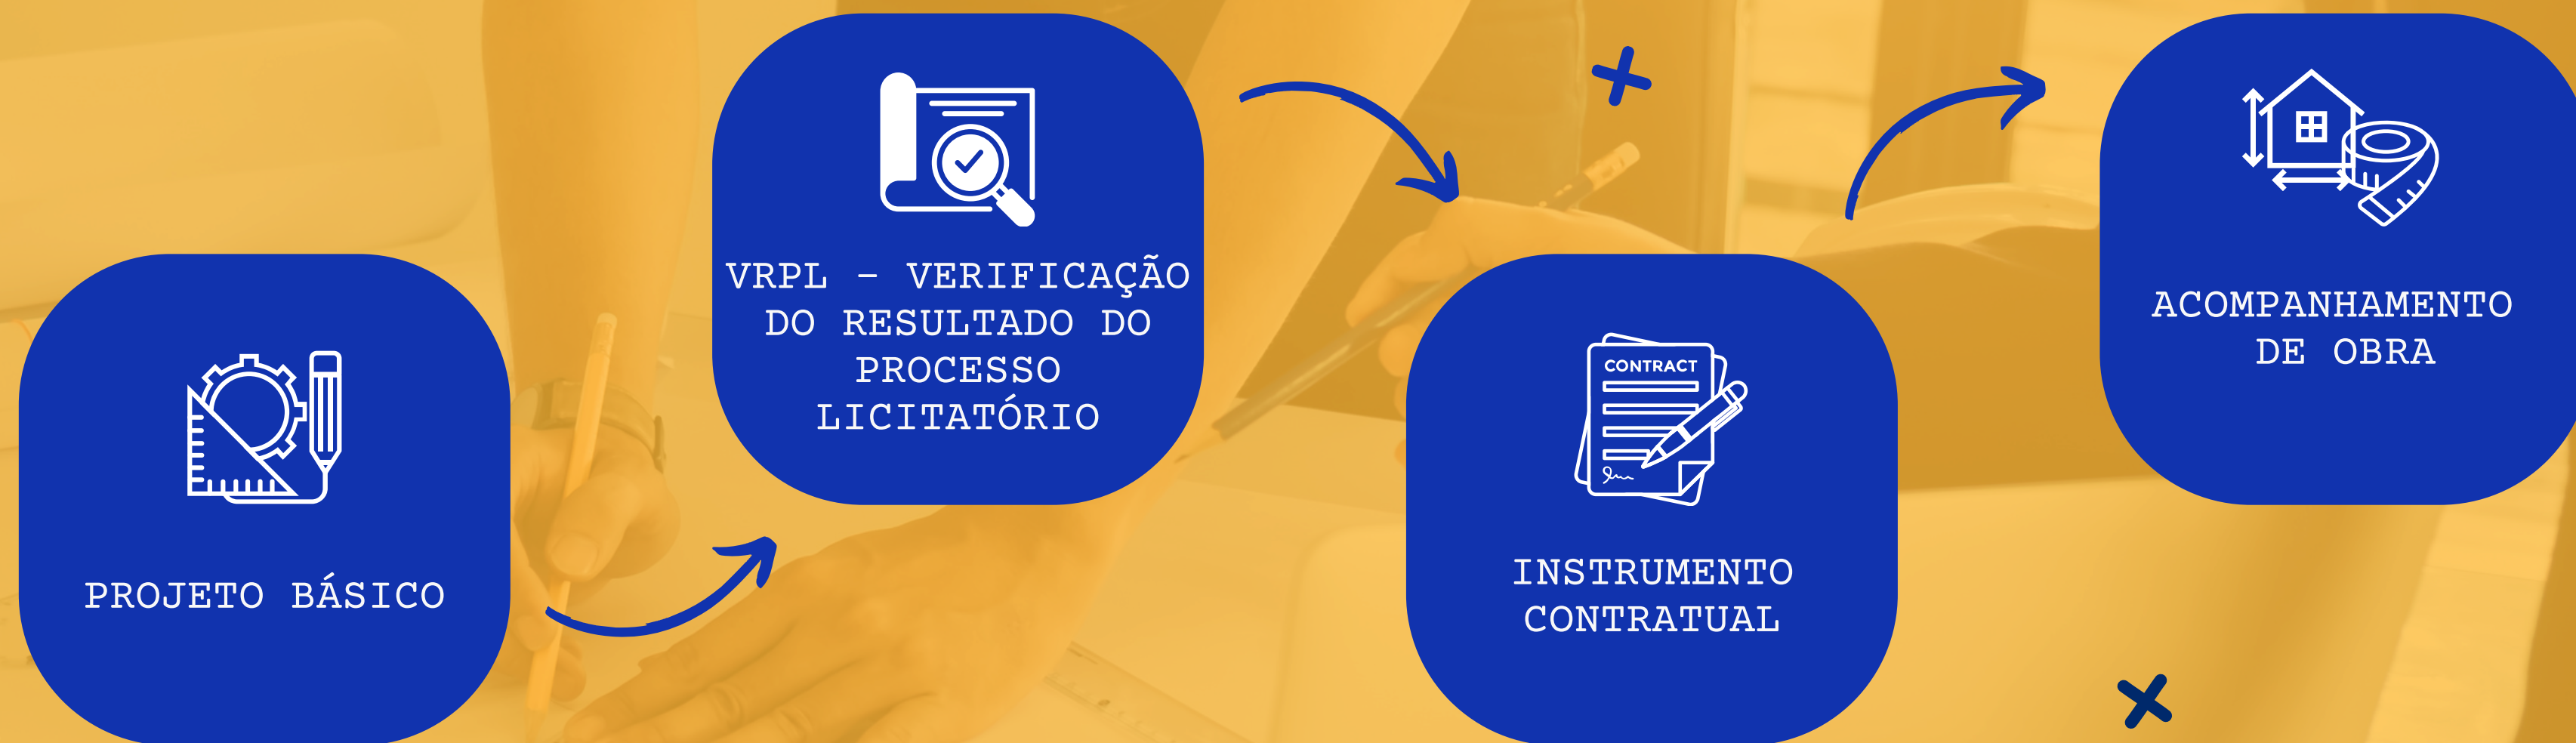 PROJETO BÁSICO
VRPL - VERIFICAÇÃO
DO RESULTADO DO
PROCESSO
LICITATÓRIO
CONTRACT
INSTRUMENTO
CONTRATUAL
ACOMPANHAMENTO
DE OBRA